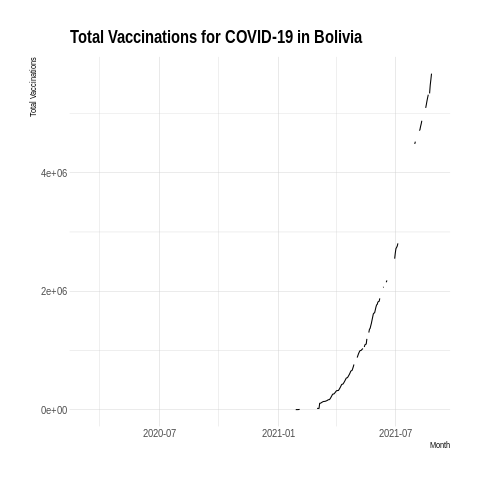 Total Vaccinations for COVID-19 in Bolivia
Total Vaccinations
4e+06
2e+06
0e+00
2020-07
2021-01
2021-07
Month